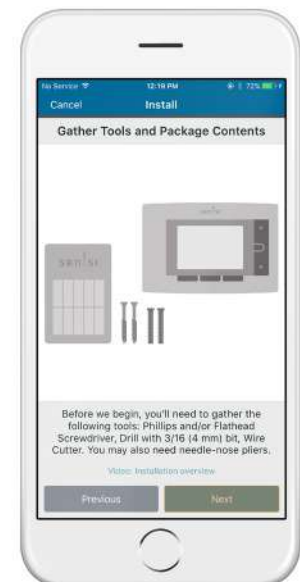 No Service 12:19 PM 72%
Cancel Install
Gather Tools and Package Contents
sensi
sensi
Before we begin, you'll need to gather the
following tools: Phillips and/or Flathead
Screwdriver, Drill with 3/16 (4 mm) bit, Wire
Cutter. You may also need needle-nose pliers.
Video: Installation overview
Previous Next